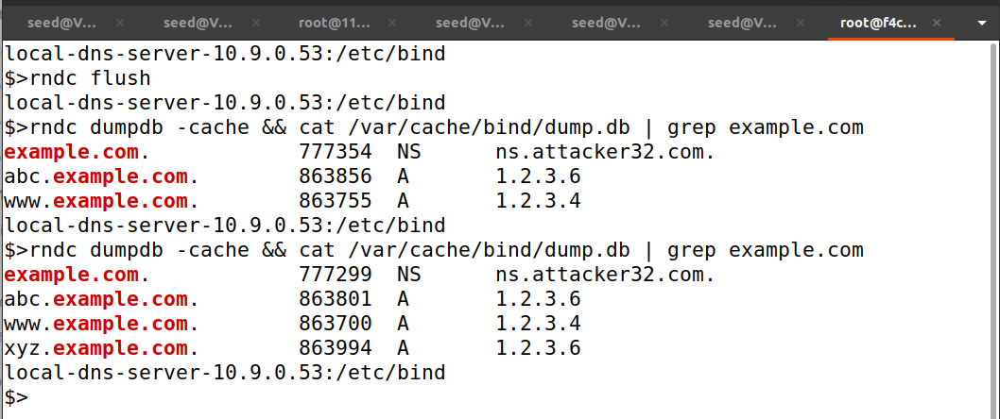 seed@V... × seed@V... × root@11... × seed@V... × seed@V... × seed@V... × root@f4c... ×
local-dns-server-10.9.0.53:/etc/bind
$>rndc flush
local-dns-server-10.9.0.53:/etc/bind
$>rndc dumpdb -cache && cat /var/cache/bind/dump.db | grep example.com
example.com. 777354 NS ns.attacker32.com.
abc.example.com. 863856 A 1.2.3.6
www.example.com. 863755 A 1.2.3.4
local-dns-server-10.9.0.53:/etc/bind
$>rndc dumpdb -cache && cat /var/cache/bind/dump.db | grep example.com
example.com. 777299 NS ns.attacker32.com.
abc.example.com. 863801 A 1.2.3.6
www.example.com. 863700 A 1.2.3.4
xyz.example.com. 863994 A 1.2.3.6
local-dns-server-10.9.0.53:/etc/bind
$>